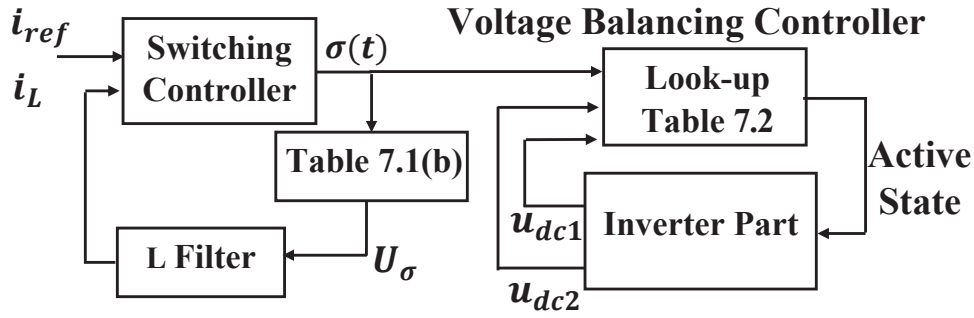 Voltage Balancing Controller
i_ref
i_L
Switching
Controller
σ(t)
Look-up
Table 7.2
Table 7.1(b)
Active
State
u_dc1
Inverter Part
L Filter
U_σ
u_dc2